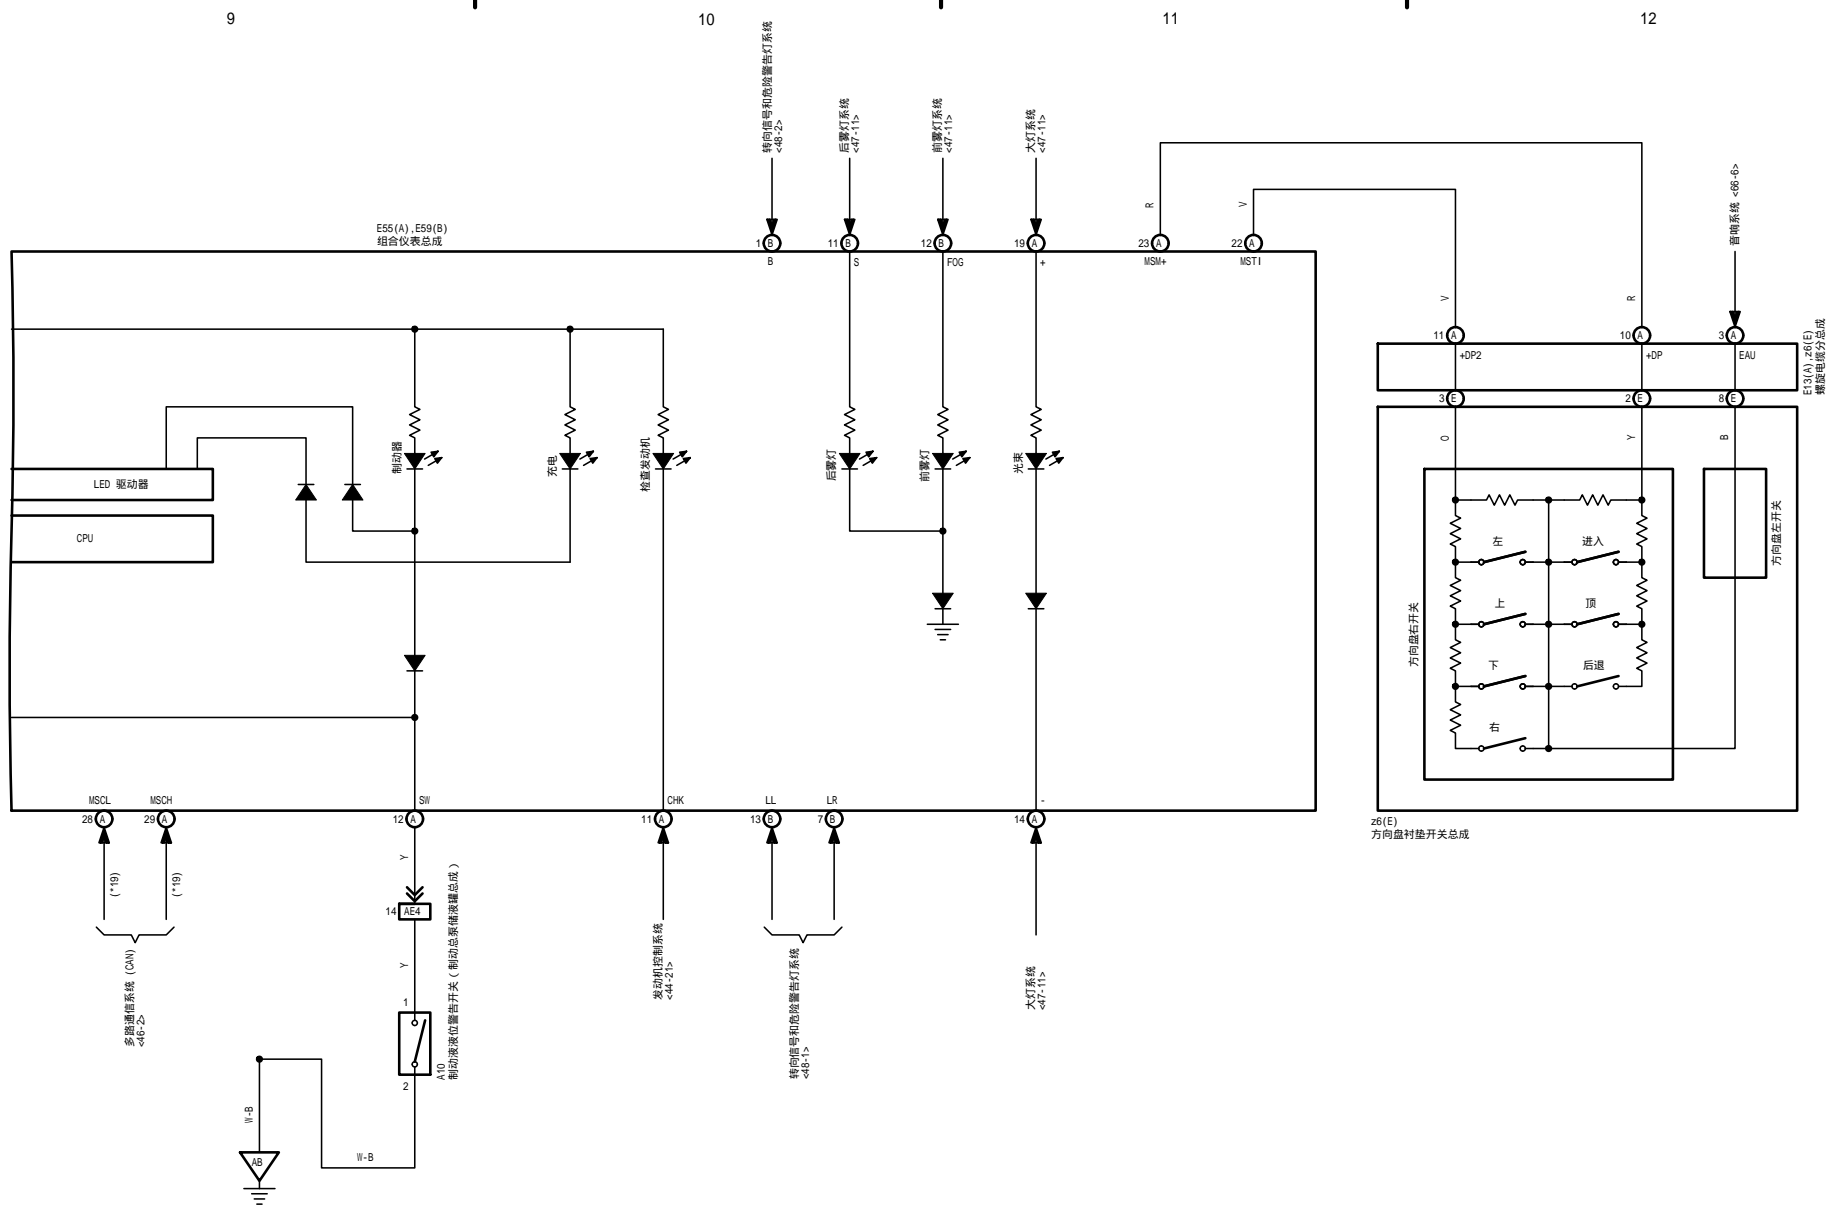 9
10
11
12
转向信号和危险警告灯系统
<48-2>
后雾灯系统
<47-11>
前雾灯系统
<47-11>
大灯系统
<47-11>
音响系统 <66-6>
R
V
E55(A),E59(B)
组合仪表总成
1 B
11 B
12 B
19 A
23 A
22 A
B
S
FOG
+
MSM+
MSTI
V
R
11 A
10 A
3 A
+DP2
+DP
EAU
E13(A),z6(E)
螺旋电缆分总成
3 E
2 E
8 E
O
Y
B
制动器
充电
检查发动机
后雾灯
前雾灯
光束
LED 驱动器
CPU
方向盘左开关
左
进入
上
顶
方向盘右开关
下
后退
右
MSCL
MSCH
SW
CHK
LL
LR
-
28 A
29 A
12 A
11 A
13 B
7 B
14 A
z6(E)
方向盘衬垫开关总成
(*19)
(*19)
Y
14 AE4
多路通信系统 (CAN)
<46-2>
Y
1
2
A10
制动液液位警告开关（制动总泵储液罐总成）
发动机控制系统
<44-21>
转向信号和危险警告灯系统
<48-1>
大灯系统
<47-11>
W-B
W-B
AB